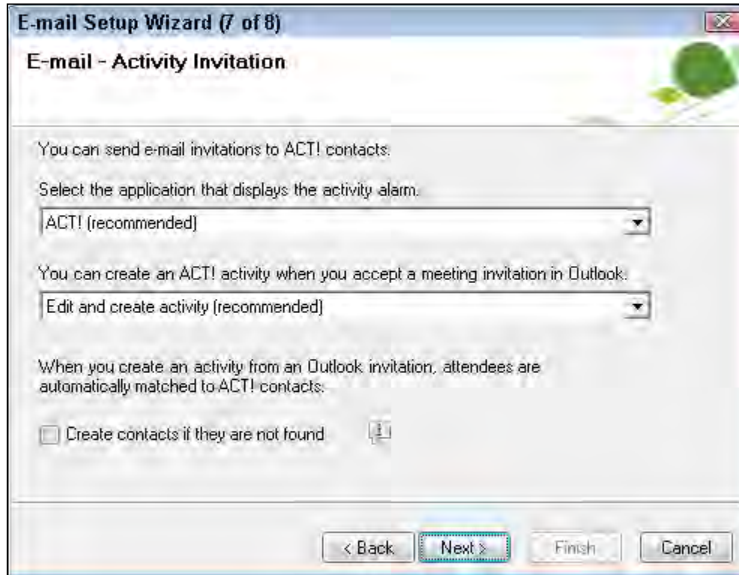 E-mail Setup Wizard (7 of 8)
E-mail - Activity Invitation
You can send e-mail invitations to ACT! contacts.
Select the application that displays the activity alarm.
ACT! (recommended)
You can create an ACT! activity when you accept a meeting invitation in Outlook.
Edit and create activity (recommended)
When you create an activity from an Outlook invitation, attendees are
automatically matched to ACT! contacts.
Create contacts if they are not found
< Back Next > Finish Cancel